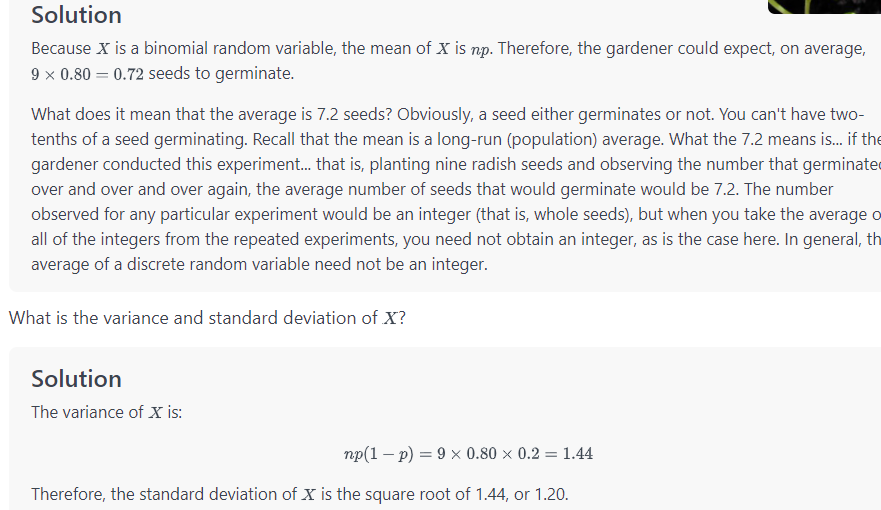 Solution
Because X is a binomial random variable, the mean of X is np. Therefore, the gardener could expect, on average,
9 × 0.80 = 0.72 seeds to germinate.
What does it mean that the average is 7.2 seeds? Obviously, a seed either germinates or not. You can't have two-
tenths of a seed germinating. Recall that the mean is a long-run (population) average. What the 7.2 means is... if the
gardener conducted this experiment... that is, planting nine radish seeds and observing the number that germinated
over and over and over again, the average number of seeds that would germinate would be 7.2. The number
observed for any particular experiment would be an integer (that is, whole seeds), but when you take the average o
all of the integers from the repeated experiments, you need not obtain an integer, as is the case here. In general, th
average of a discrete random variable need not be an integer.
What is the variance and standard deviation of X?
Solution
The variance of X is:
np(1 − p) = 9 × 0.80 × 0.2 = 1.44
Therefore, the standard deviation of X is the square root of 1.44, or 1.20.